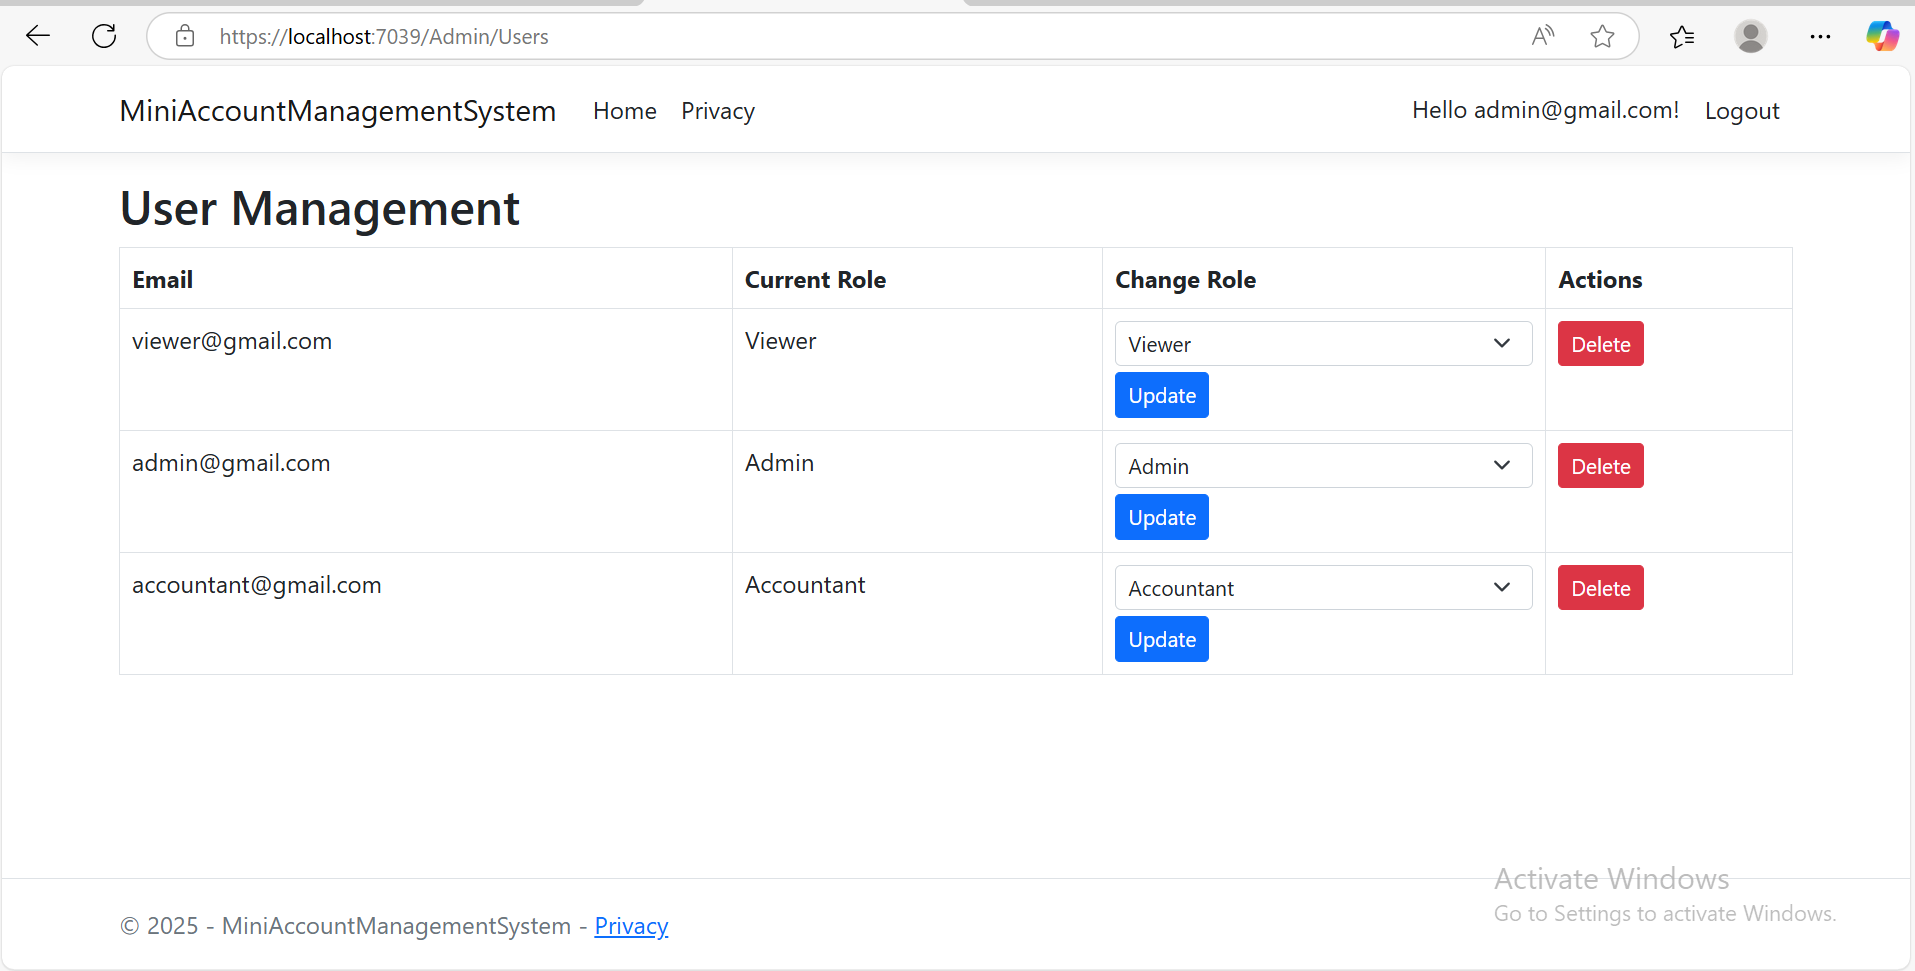 https://localhost:7039/Admin/Users
MiniAccountManagementSystem Home Privacy Hello admin@gmail.com! Logout
User Management
Email Current Role Change Role Actions
viewer@gmail.com Viewer Viewer Delete
Update
admin@gmail.com Admin Admin Delete
Update
accountant@gmail.com Accountant Accountant Delete
Update
Activate Windows
Go to Settings to activate Windows.
© 2025 - MiniAccountManagementSystem - Privacy